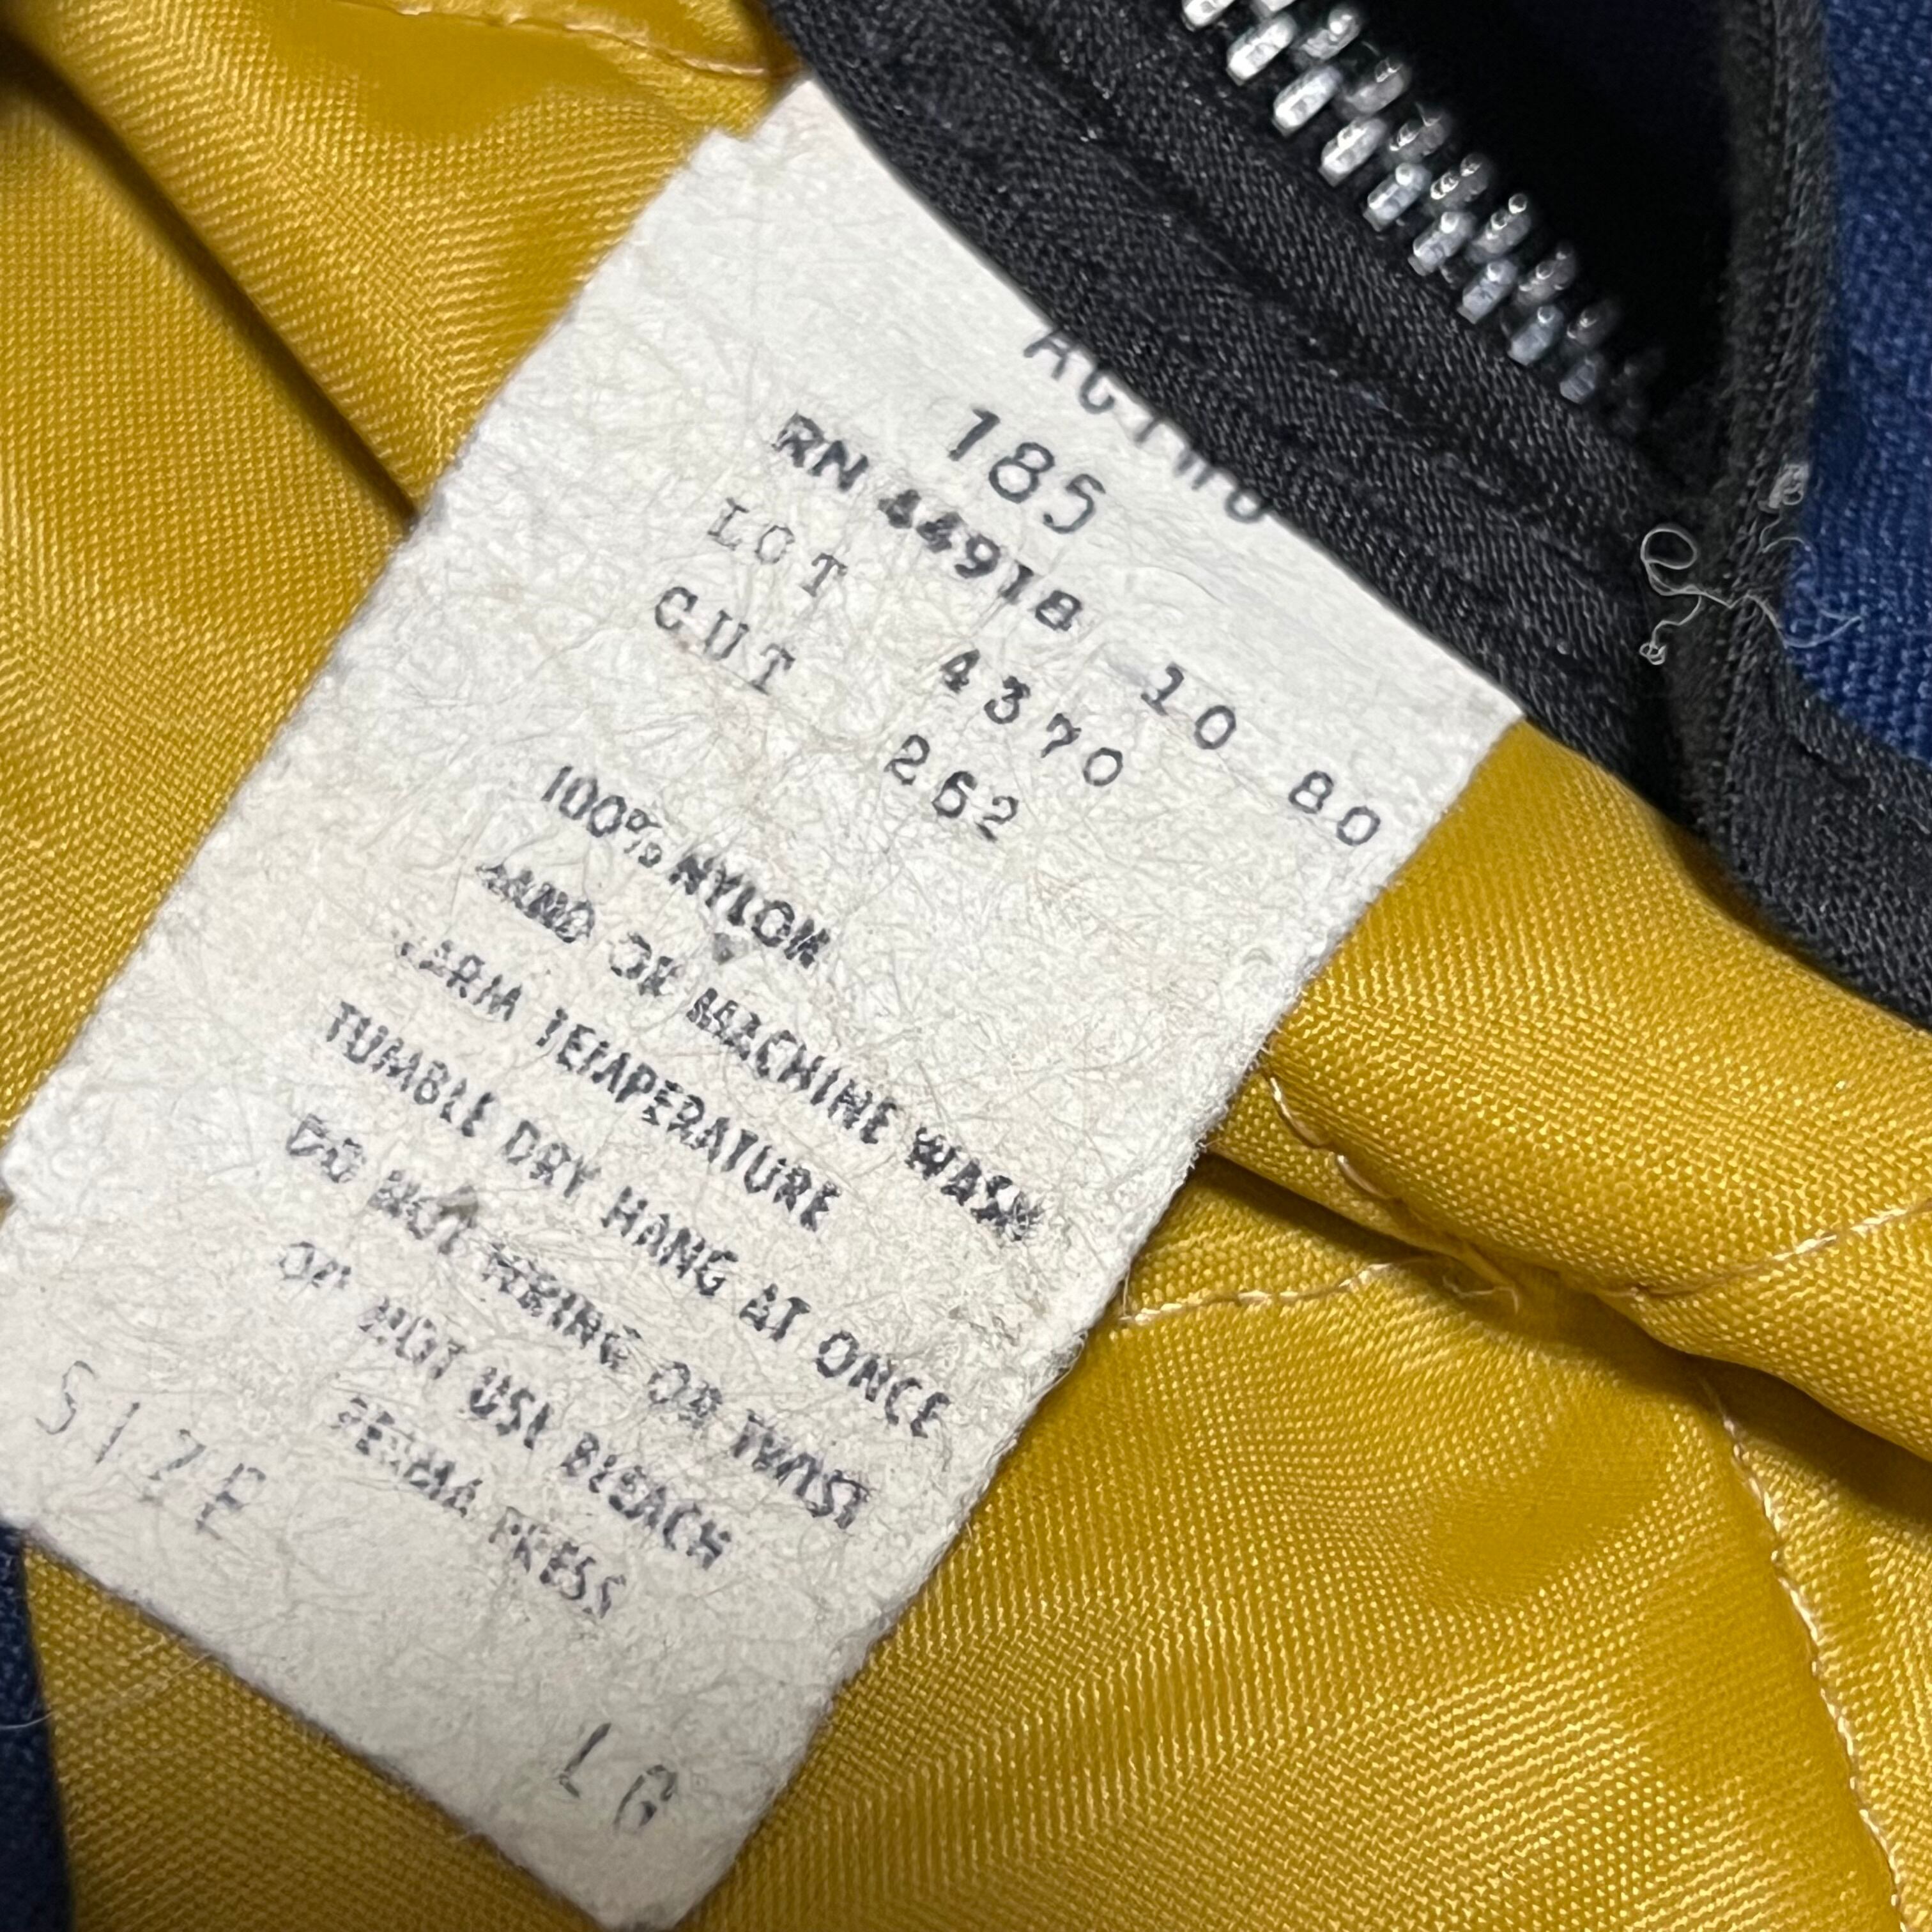 185
RN 44918 10 80
LOT 4370
CUT 262
100% NYLON
HAND OR MACHINE WASH
WARM TEMPERATURE
TUMBLE DRY HANG AT ONCE
DO NOT WRING OR TWIST
DO NOT USE BLEACH
PERMA PRESS
SIZE LG